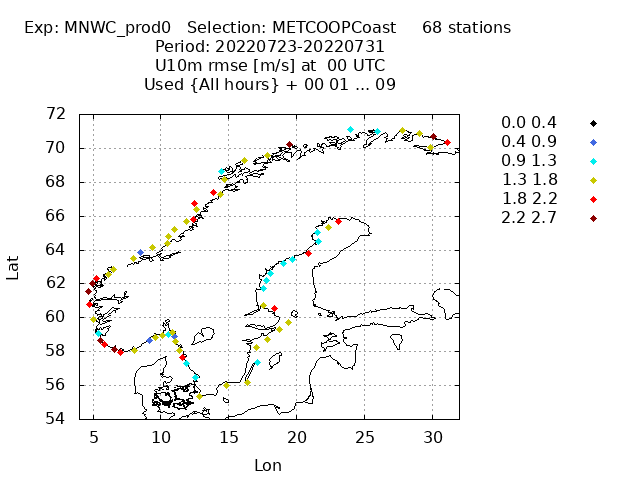 Exp: MNWC_prod0   Selection: METCOOPCoast     68 stations
Period: 20220723-20220731
U10m rmse [m/s] at  00 UTC
Used {All hours} + 00 01 ... 09
72
70
68
66
64
62
60
58
56
54
Lat
5 10 15 20 25 30
Lon
0.0 0.4
0.4 0.9
0.9 1.3
1.3 1.8
1.8 2.2
2.2 2.7